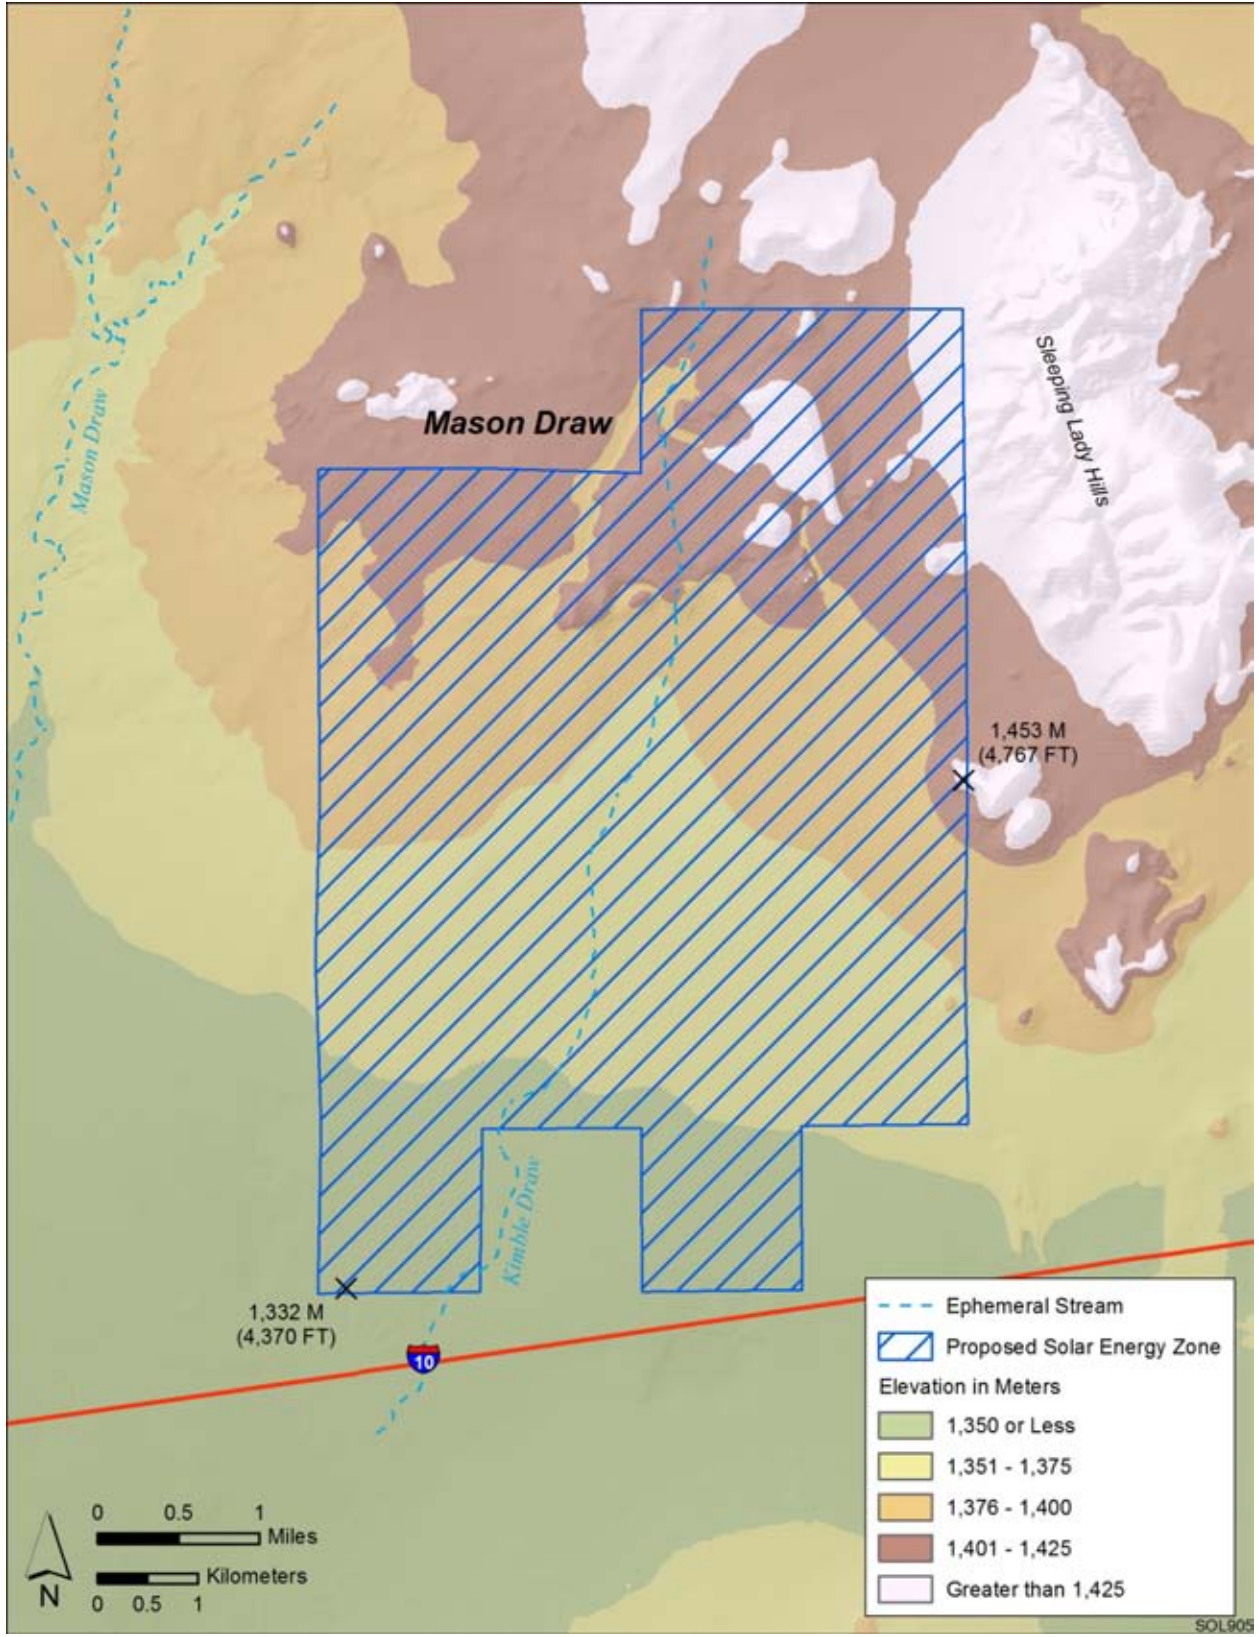 Mason Draw
Sleeping Lady Hills
Mason Draw
1,453 M
(4,767 FT)
Kimble Draw
1,332 M
(4,370 FT)
10
Ephemeral Stream
Proposed Solar Energy Zone
Elevation in Meters
1,350 or Less
1,351 - 1,375
1,376 - 1,400
1,401 - 1,425
Greater than 1,425
0 0.5 1
Miles
Kilometers
0 0.5 1
N
SOL905